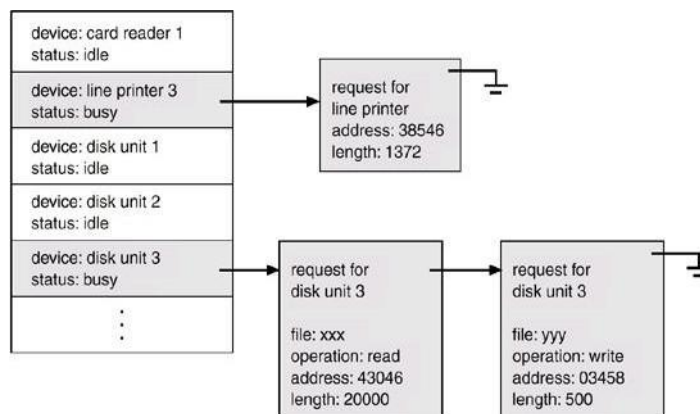 device: card reader 1
status: idle
device: line printer 3
status: busy
device: disk unit 1
status: idle
device: disk unit 2
status: idle
device: disk unit 3
status: busy
request for
line printer
address: 38546
length: 1372
request for
disk unit 3
file: xxx
operation: read
address: 43046
length: 20000
request for
disk unit 3
file: yyy
operation: write
address: 03458
length: 500